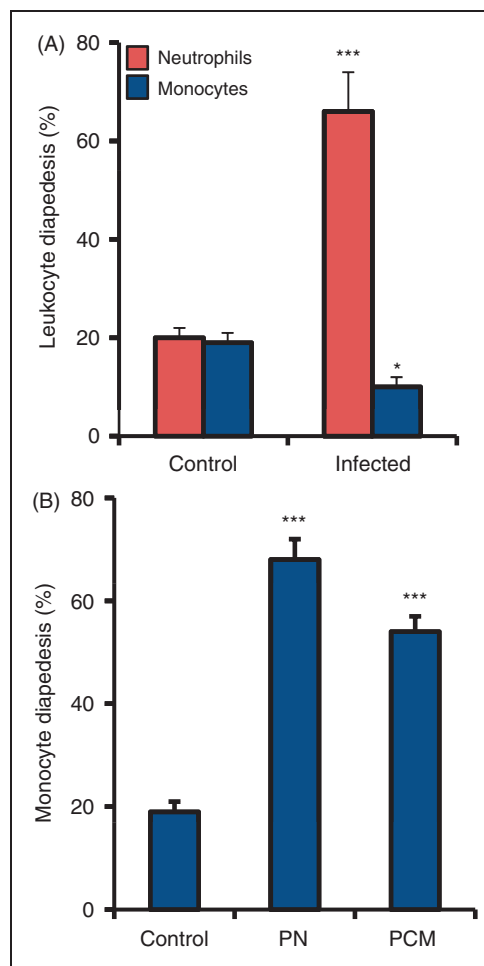 (A)
80
60
40
20
0
Leukocyte diapedesis (%)
Neutrophils
Monocytes
***
*
Control Infected
(B)
80
60
40
20
0
Monocyte diapedesis (%)
***
***
Control PN PCM